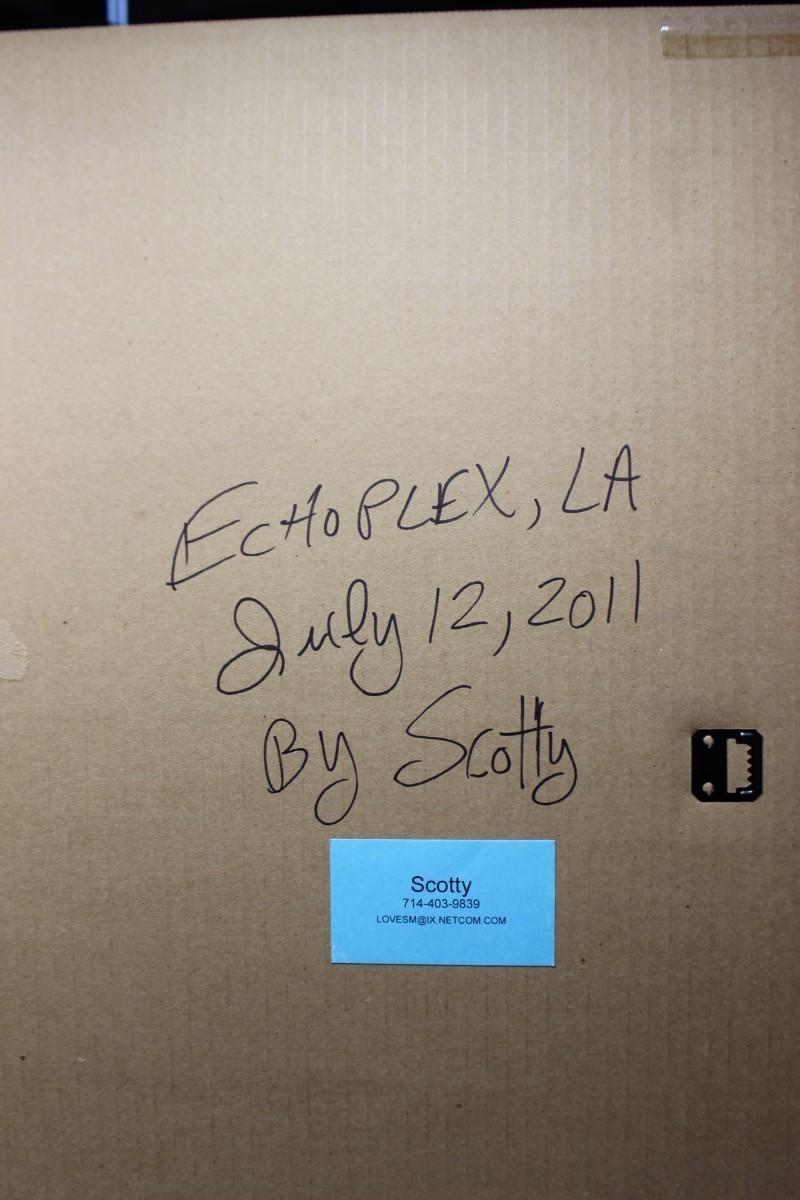 ECHOPLEX, LA
July 12, 2011
By Scotty
Scotty
714-403-9839
LOVESM@IX.NETCOM.COM